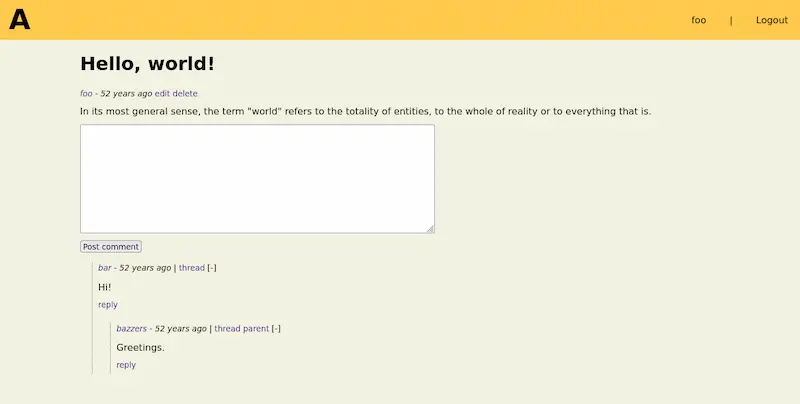 A
foo | Logout
Hello, world!
foo - 52 years ago edit delete
In its most general sense, the term "world" refers to the totality of entities, to the whole of reality or to everything that is.
Post comment
bar - 52 years ago | thread [-]
Hi!
reply
bazzers - 52 years ago | thread parent [-]
Greetings.
reply